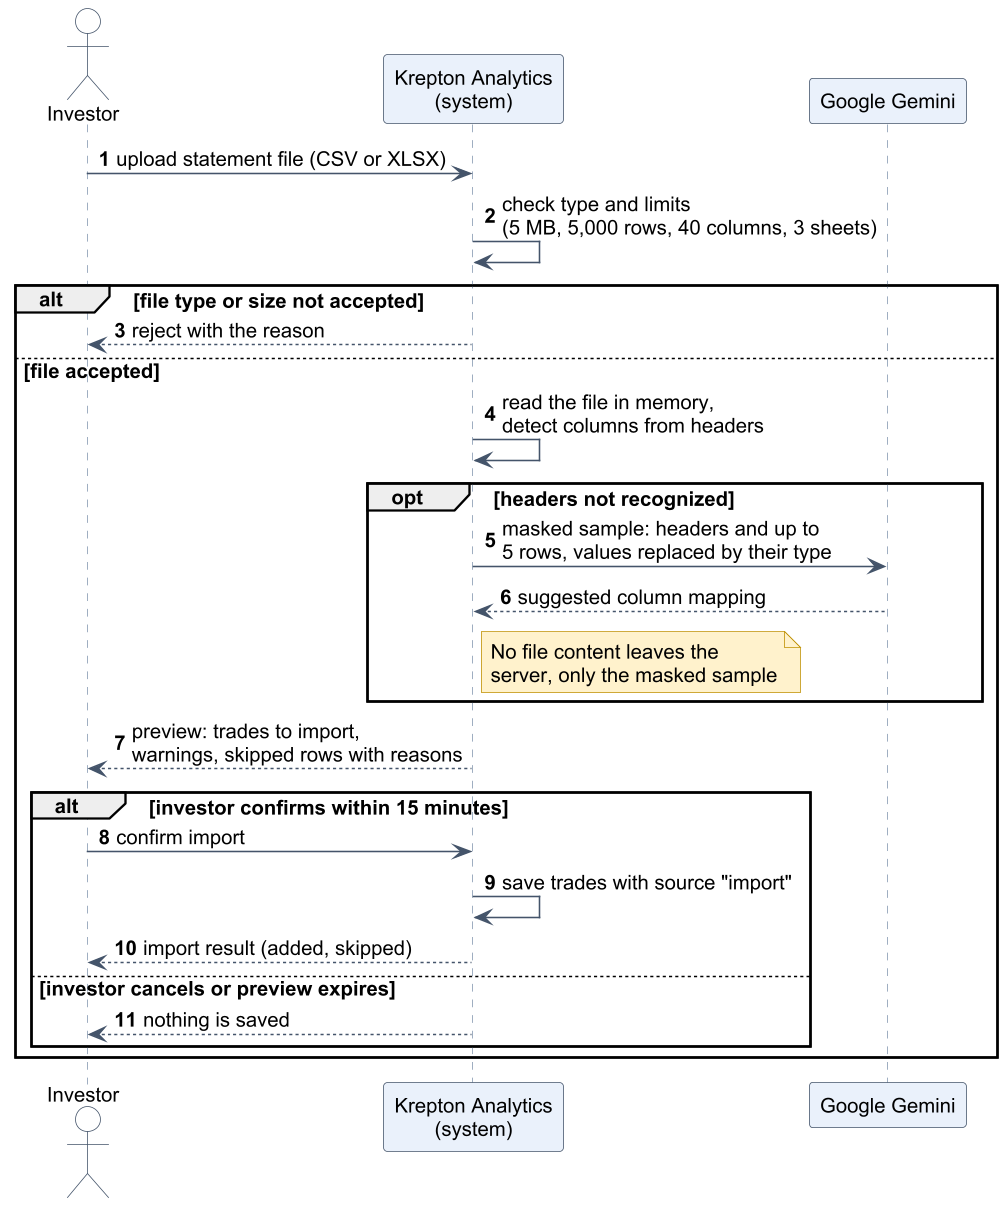 Investor
Krepton Analytics
(system)
Google Gemini
1 upload statement file (CSV or XLSX)
2 check type and limits
(5 MB, 5,000 rows, 40 columns, 3 sheets)
alt [file type or size not accepted]
3 reject with the reason
[file accepted]
4 read the file in memory,
detect columns from headers
opt [headers not recognized]
5 masked sample: headers and up to
5 rows, values replaced by their type
6 suggested column mapping
No file content leaves the
server, only the masked sample
7 preview: trades to import,
warnings, skipped rows with reasons
alt [investor confirms within 15 minutes]
8 confirm import
9 save trades with source "import"
10 import result (added, skipped)
[investor cancels or preview expires]
11 nothing is saved
Investor
Krepton Analytics
(system)
Google Gemini